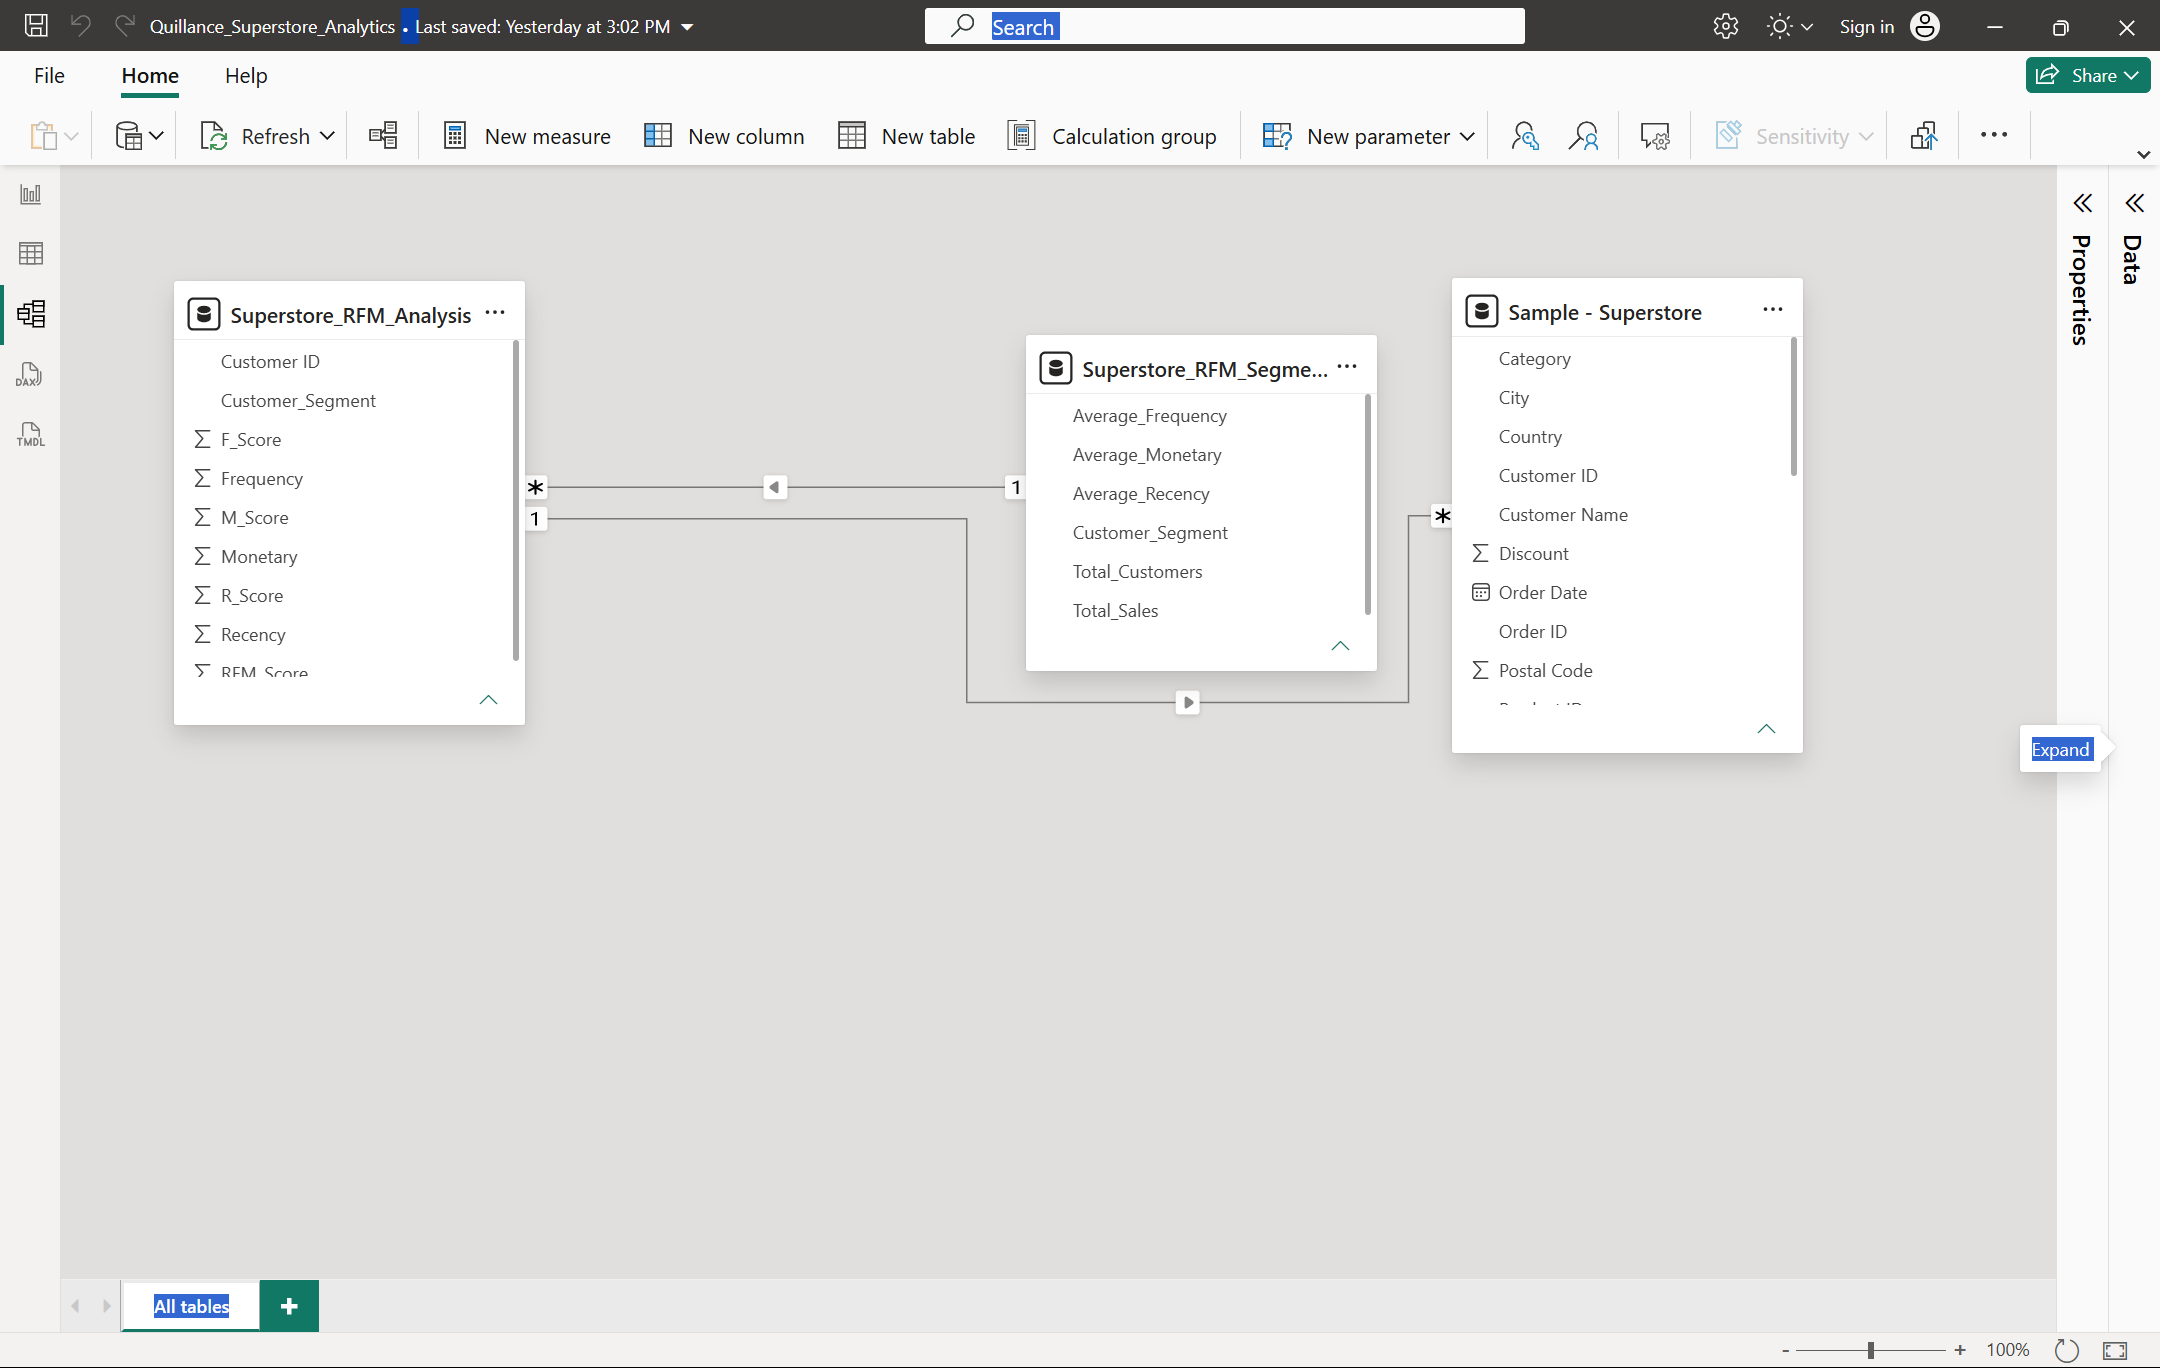 Quillance_Superstore_Analytics • Last saved: Yesterday at 3:02 PM
Search
Sign in
File
Home
Help
Share
Refresh
New measure
New column
New table
Calculation group
New parameter
Sensitivity
DAX
TMDL
Superstore_RFM_Analysis
Customer ID
Customer_Segment
F_Score
Frequency
M_Score
Monetary
R_Score
Recency
RFM_Score
*
1
1
*
Superstore_RFM_Segme...
Average_Frequency
Average_Monetary
Average_Recency
Customer_Segment
Total_Customers
Total_Sales
Sample - Superstore
Category
City
Country
Customer ID
Customer Name
Discount
Order Date
Order ID
Postal Code
Properties
Data
Expand
All tables
+
- + 100%